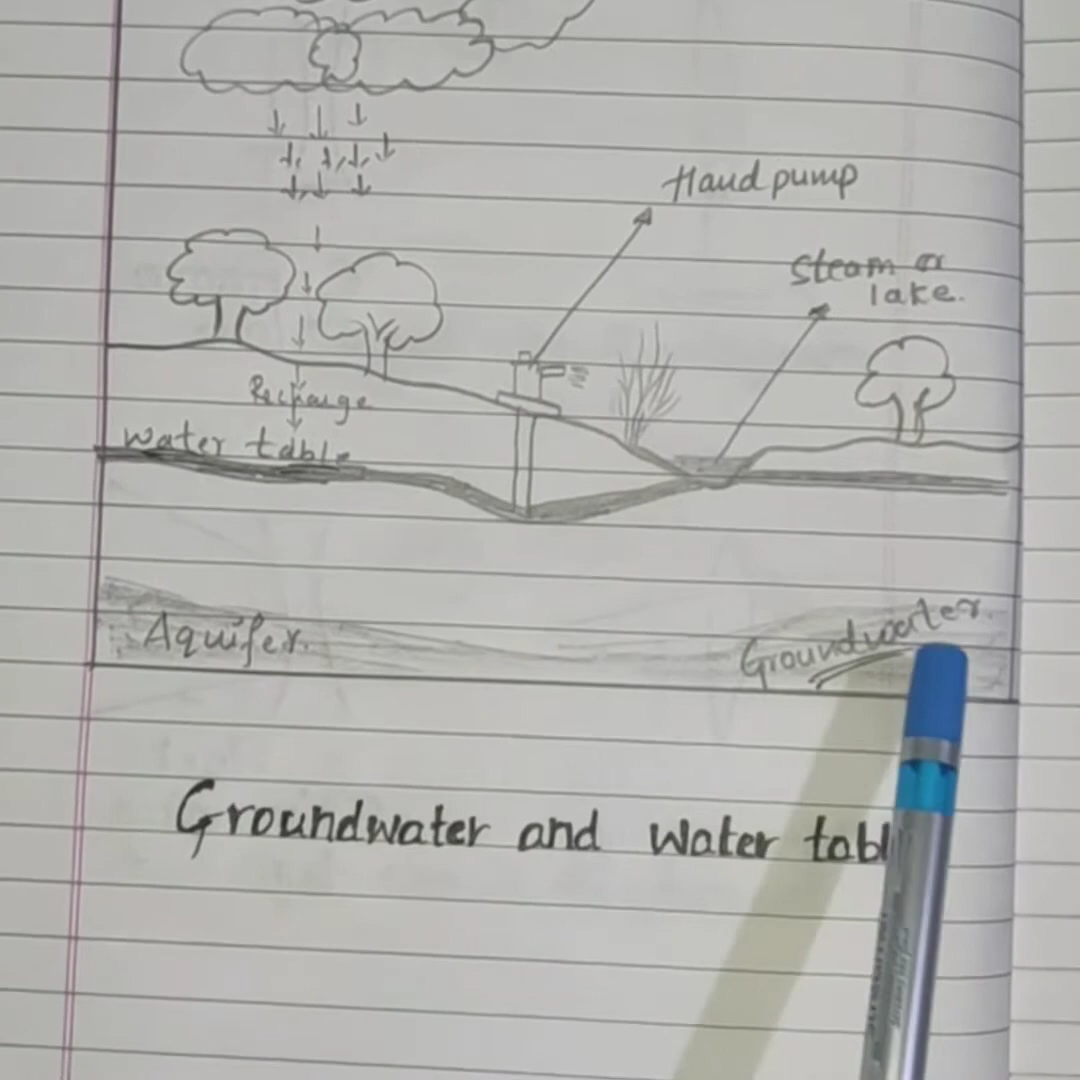 Hand pump
Steam or
lake.
Recharge
water table
Aquifer.
Groundwater.
Groundwater and Water tabl